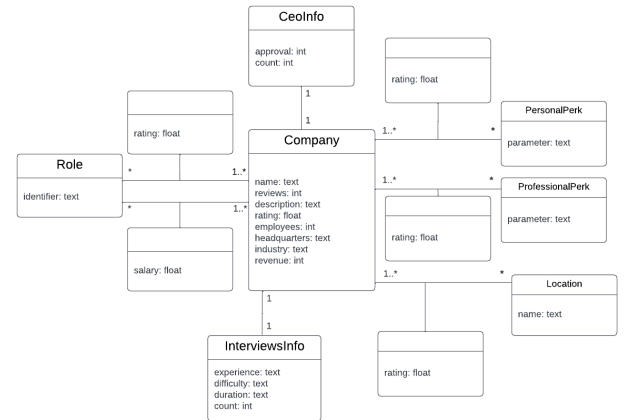 CeoInfo
approval: int
count: int
1
1
rating: float
1..*
*
PersonalPerk
parameter: text
rating: float
Role
identifier: text
*
1..*
*
1..*
salary: float
Company
name: text
reviews: int
description: text
rating: float
employees: int
headquarters: text
industry: text
revenue: int
1..*
*
ProfessionalPerk
parameter: text
rating: float
1..*
*
Location
name: text
rating: float
1
1
InterviewsInfo
experience: text
difficulty: text
duration: text
count: int